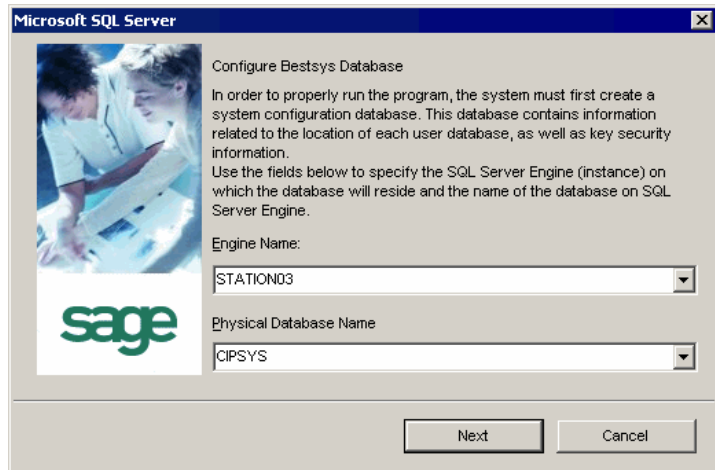 Microsoft SQL Server
Configure Bestsys Database
In order to properly run the program, the system must first create a
system configuration database. This database contains information
related to the location of each user database, as well as key security
information.
Use the fields below to specify the SQL Server Engine (instance) on
which the database will reside and the name of the database on SQL
Server Engine.
Engine Name:
STATION03
sage
Physical Database Name
CIPSYS
Next
Cancel